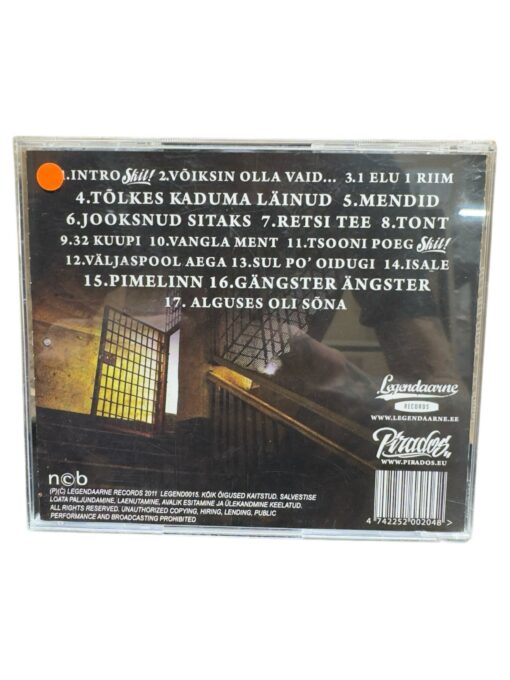 1.INTRO Skit! 2.VÕIKSIN OLLA VAID... 3.1 ELU 1 RIIM
4.TÕLKES KADUMA LÄINUD 5.MENDID
6.JOOKSNUD SITAKS 7.RETSI TEE 8.TONT
9.32 KUUPI 10.VANGLA MENT 11.TSOONI POEG Skit!
12.VÄLJASPOOL AEGA 13.SUL PO' OIDUGI 14.ISALE
15.PIMELINN 16.GÄNGSTER ÄNGSTER
17. ALGUSES OLI SÕNA
Legendaarne
RECORDS
WWW.LEGENDAARNE.EE
Pirados
WWW.PIRADOS.EU
n©b
(P)(C) LEGENDAARNE RECORDS 2011 LEGEND0015. KÕIK ÕIGUSED KAITSTUD. SALVESTISE
LOATA PALJUNDAMINE, LAENUTAMINE, AVALIK ESITAMINE JA ÜLEKANDMINE KEELATUD.
ALL RIGHTS RESERVED. UNAUTHORIZED COPYING, HIRING, LENDING, PUBLIC
PERFORMANCE AND BROADCASTING PROHIBITED
4 742252 002048 >